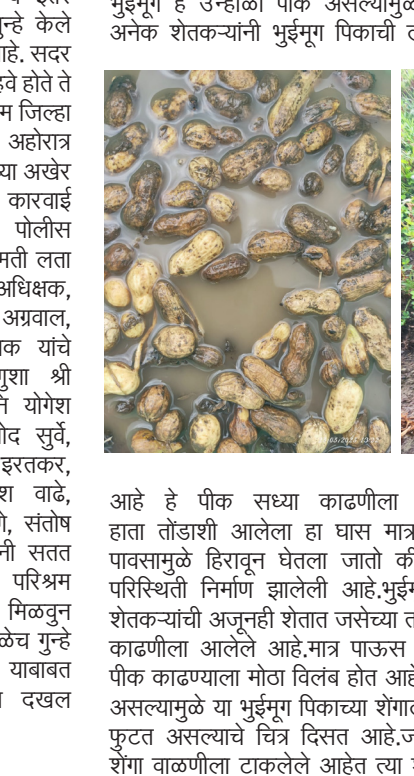 गुन्हे केले
आहे. सदर
हवे होते ते
जिल्हा
अहोरात्र
अखेर
कारवाई
पोलीस
लता
अधिक्षक,
अग्रवाल,
यांचे
श्री
योगेश
सुर्वे,
इरतकर,
वाढे,
संतोष
सतत
परिश्रम
मिळवुन
गुन्हे
याबाबत
दखल
भुईमूग हे उन्हाळी पीक असल्यामुळे
अनेक शेतकऱ्यांनी भुईमूग पिकाची
आहे हे पीक सध्या काढणीला
हाता तोंडाशी आलेला हा घास मात्र
पावसामुळे हिरावून घेतला जातो की
परिस्थिती निर्माण झालेली आहे.
शेतकऱ्यांची अजूनही शेतात जसेच्या
काढणीला आलेले आहे.मात्र पाऊस
पीक काढण्याला मोठा विलंब होत आहे
असल्यामुळे या भुईमूग पिकाच्या
फुटत असल्याचे चित्र दिसत आहे.
शेंगा वाळणीला टाकलेले आहेत त्या